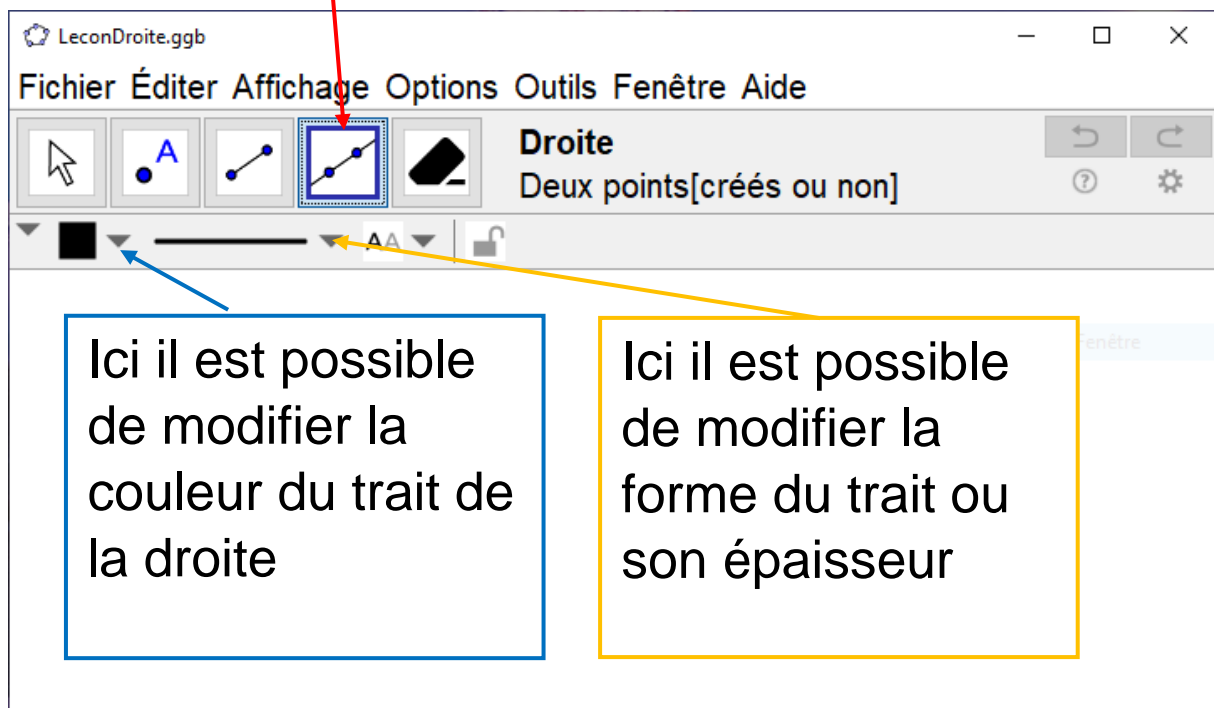 LeconDroite.ggb
Fichier Éditer Affichage Options Outils Fenêtre Aide
A
Droite
Deux points[créés ou non]
?
AA
Fenêtre
Ici il est possible
de modifier la
couleur du trait de
la droite
Ici il est possible
de modifier la
forme du trait ou
son épaisseur